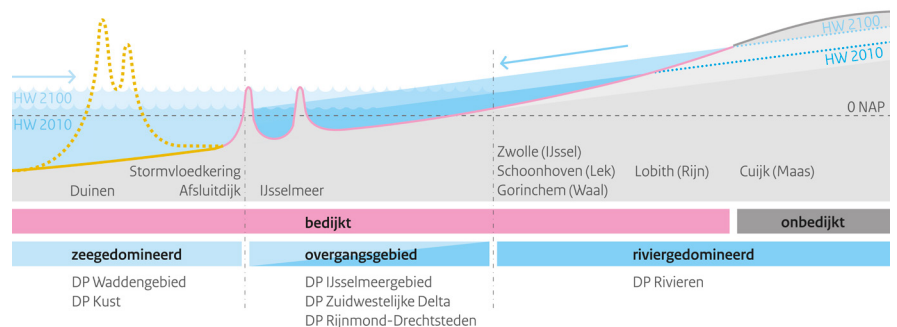 HW 2100
HW 2010
HW 2100
HW 2010
0 NAP
Duinen
Stormvloedkering
Afsluitdijk
IJsselmeer
Zwolle (IJssel)
Schoonhoven (Lek)
Gorinchem (Waal)
Lobith (Rijn)
Cuijk (Maas)
bedijkt
onbedijkt
zeegedomineerd
overgangsgebied
riviergedomineerd
DP Waddengebied
DP Kust
DP IJsselmeergebied
DP Zuidwestelijke Delta
DP Rijnmond-Drechtsteden
DP Rivieren